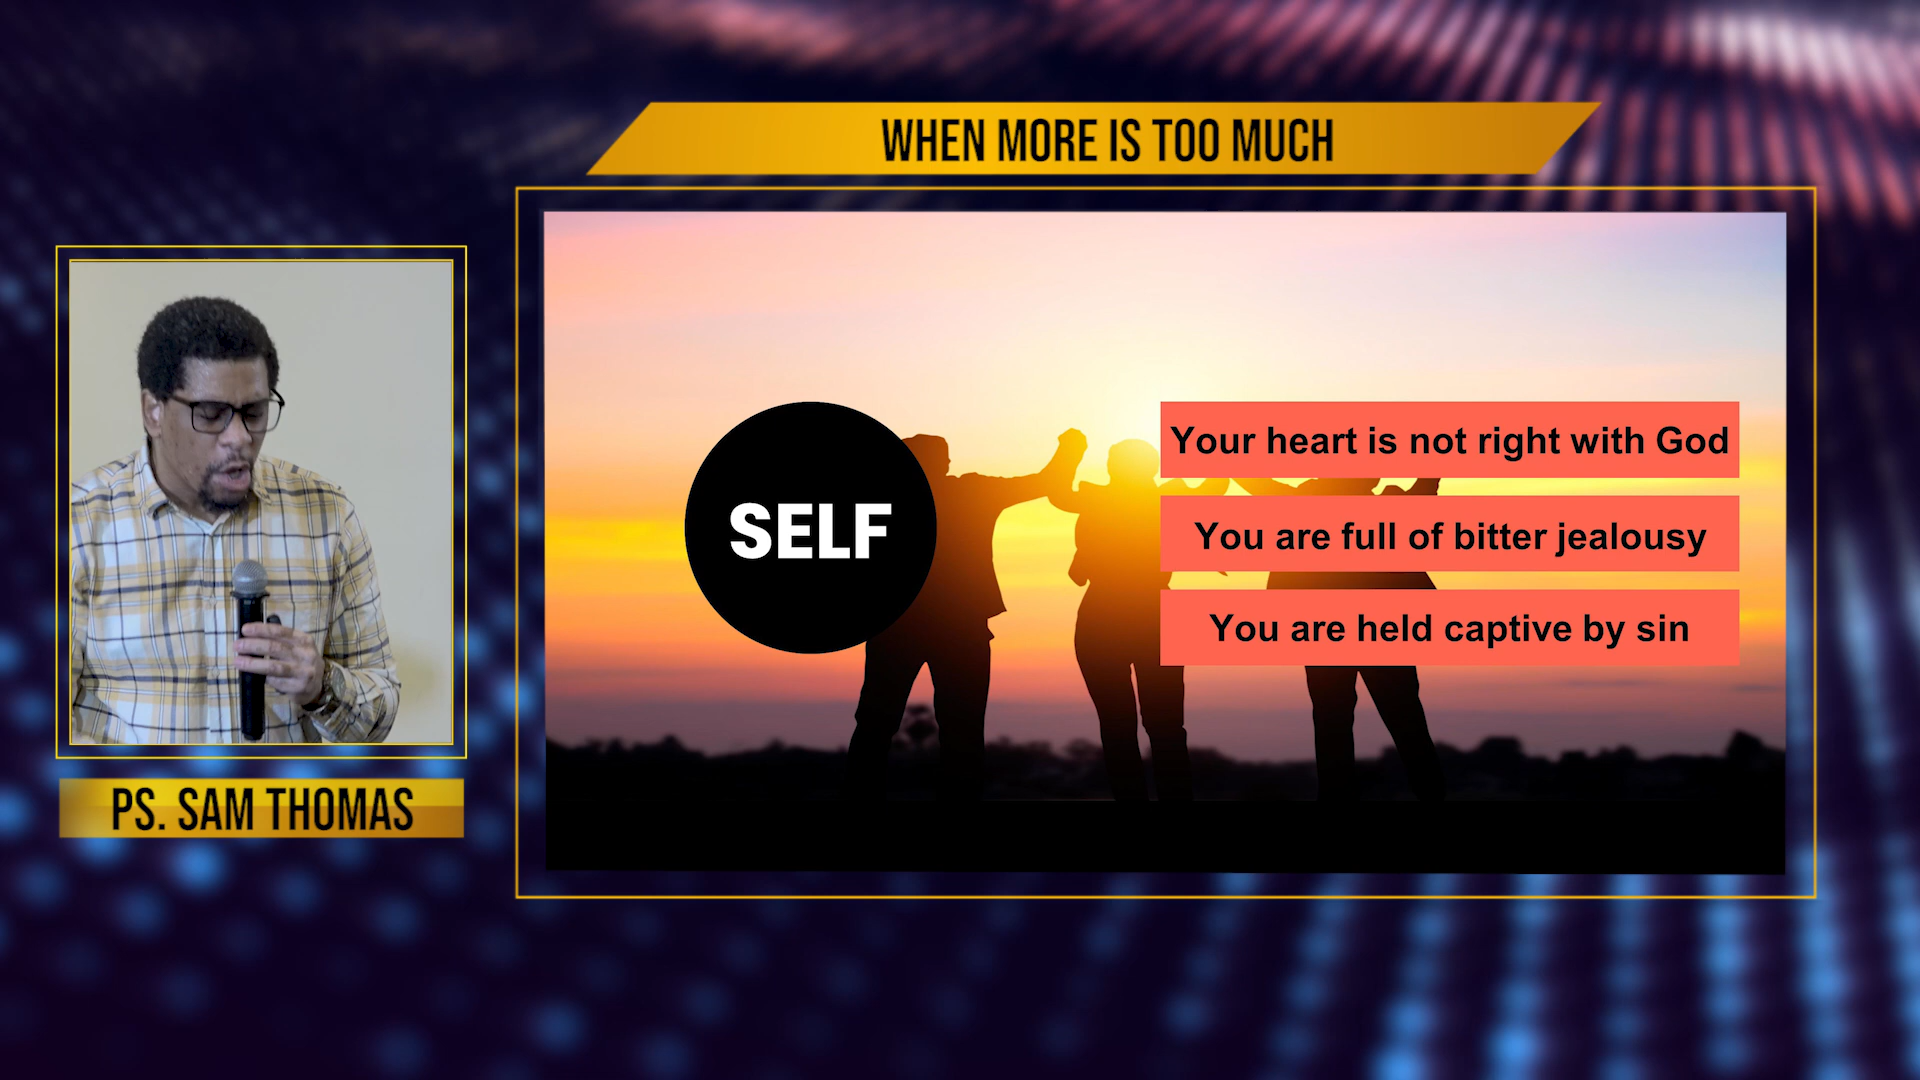 WHEN MORE IS TOO MUCH
SELF
Your heart is not right with God
You are full of bitter jealousy
You are held captive by sin
PS. SAM THOMAS